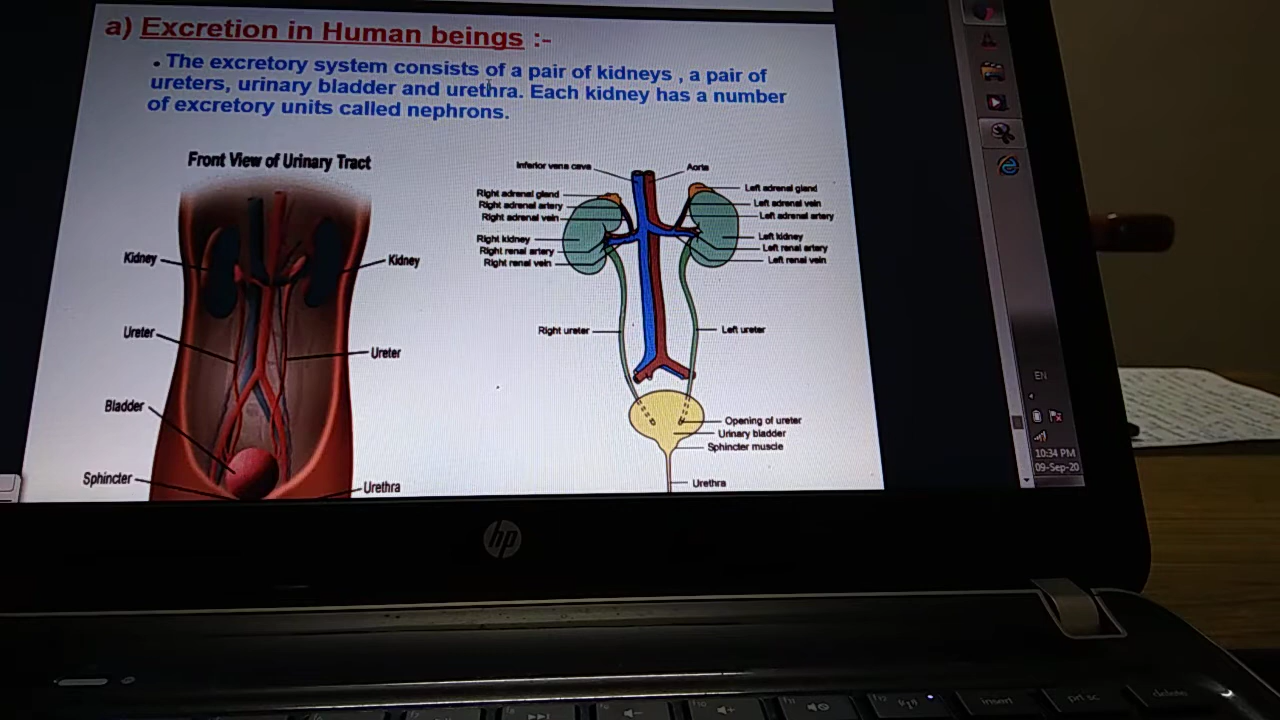 a) Excretion in Human beings :-
. The excretory system consists of a pair of kidneys , a pair of
ureters, urinary bladder and urethra. Each kidney has a number
of excretory units called nephrons.
Front View of Urinary Tract
Kidney
Kidney
Ureter
Ureter
Bladder
Sphincter
Urethra
Inferior vena cava
Aorta
Right adrenal gland
Right adrenal artery
Right adrenal vein
Right kidney
Right renal artery
Right renal vein
Left adrenal gland
Left adrenal vein
Left adrenal artery
Left kidney
Left renal artery
Left renal vein
Right ureter
Left ureter
Opening of ureter
Urinary bladder
Sphincter muscle
Urethra
EN
10:34 PM
09-Sep-20
hp
insert
prt sc
delete